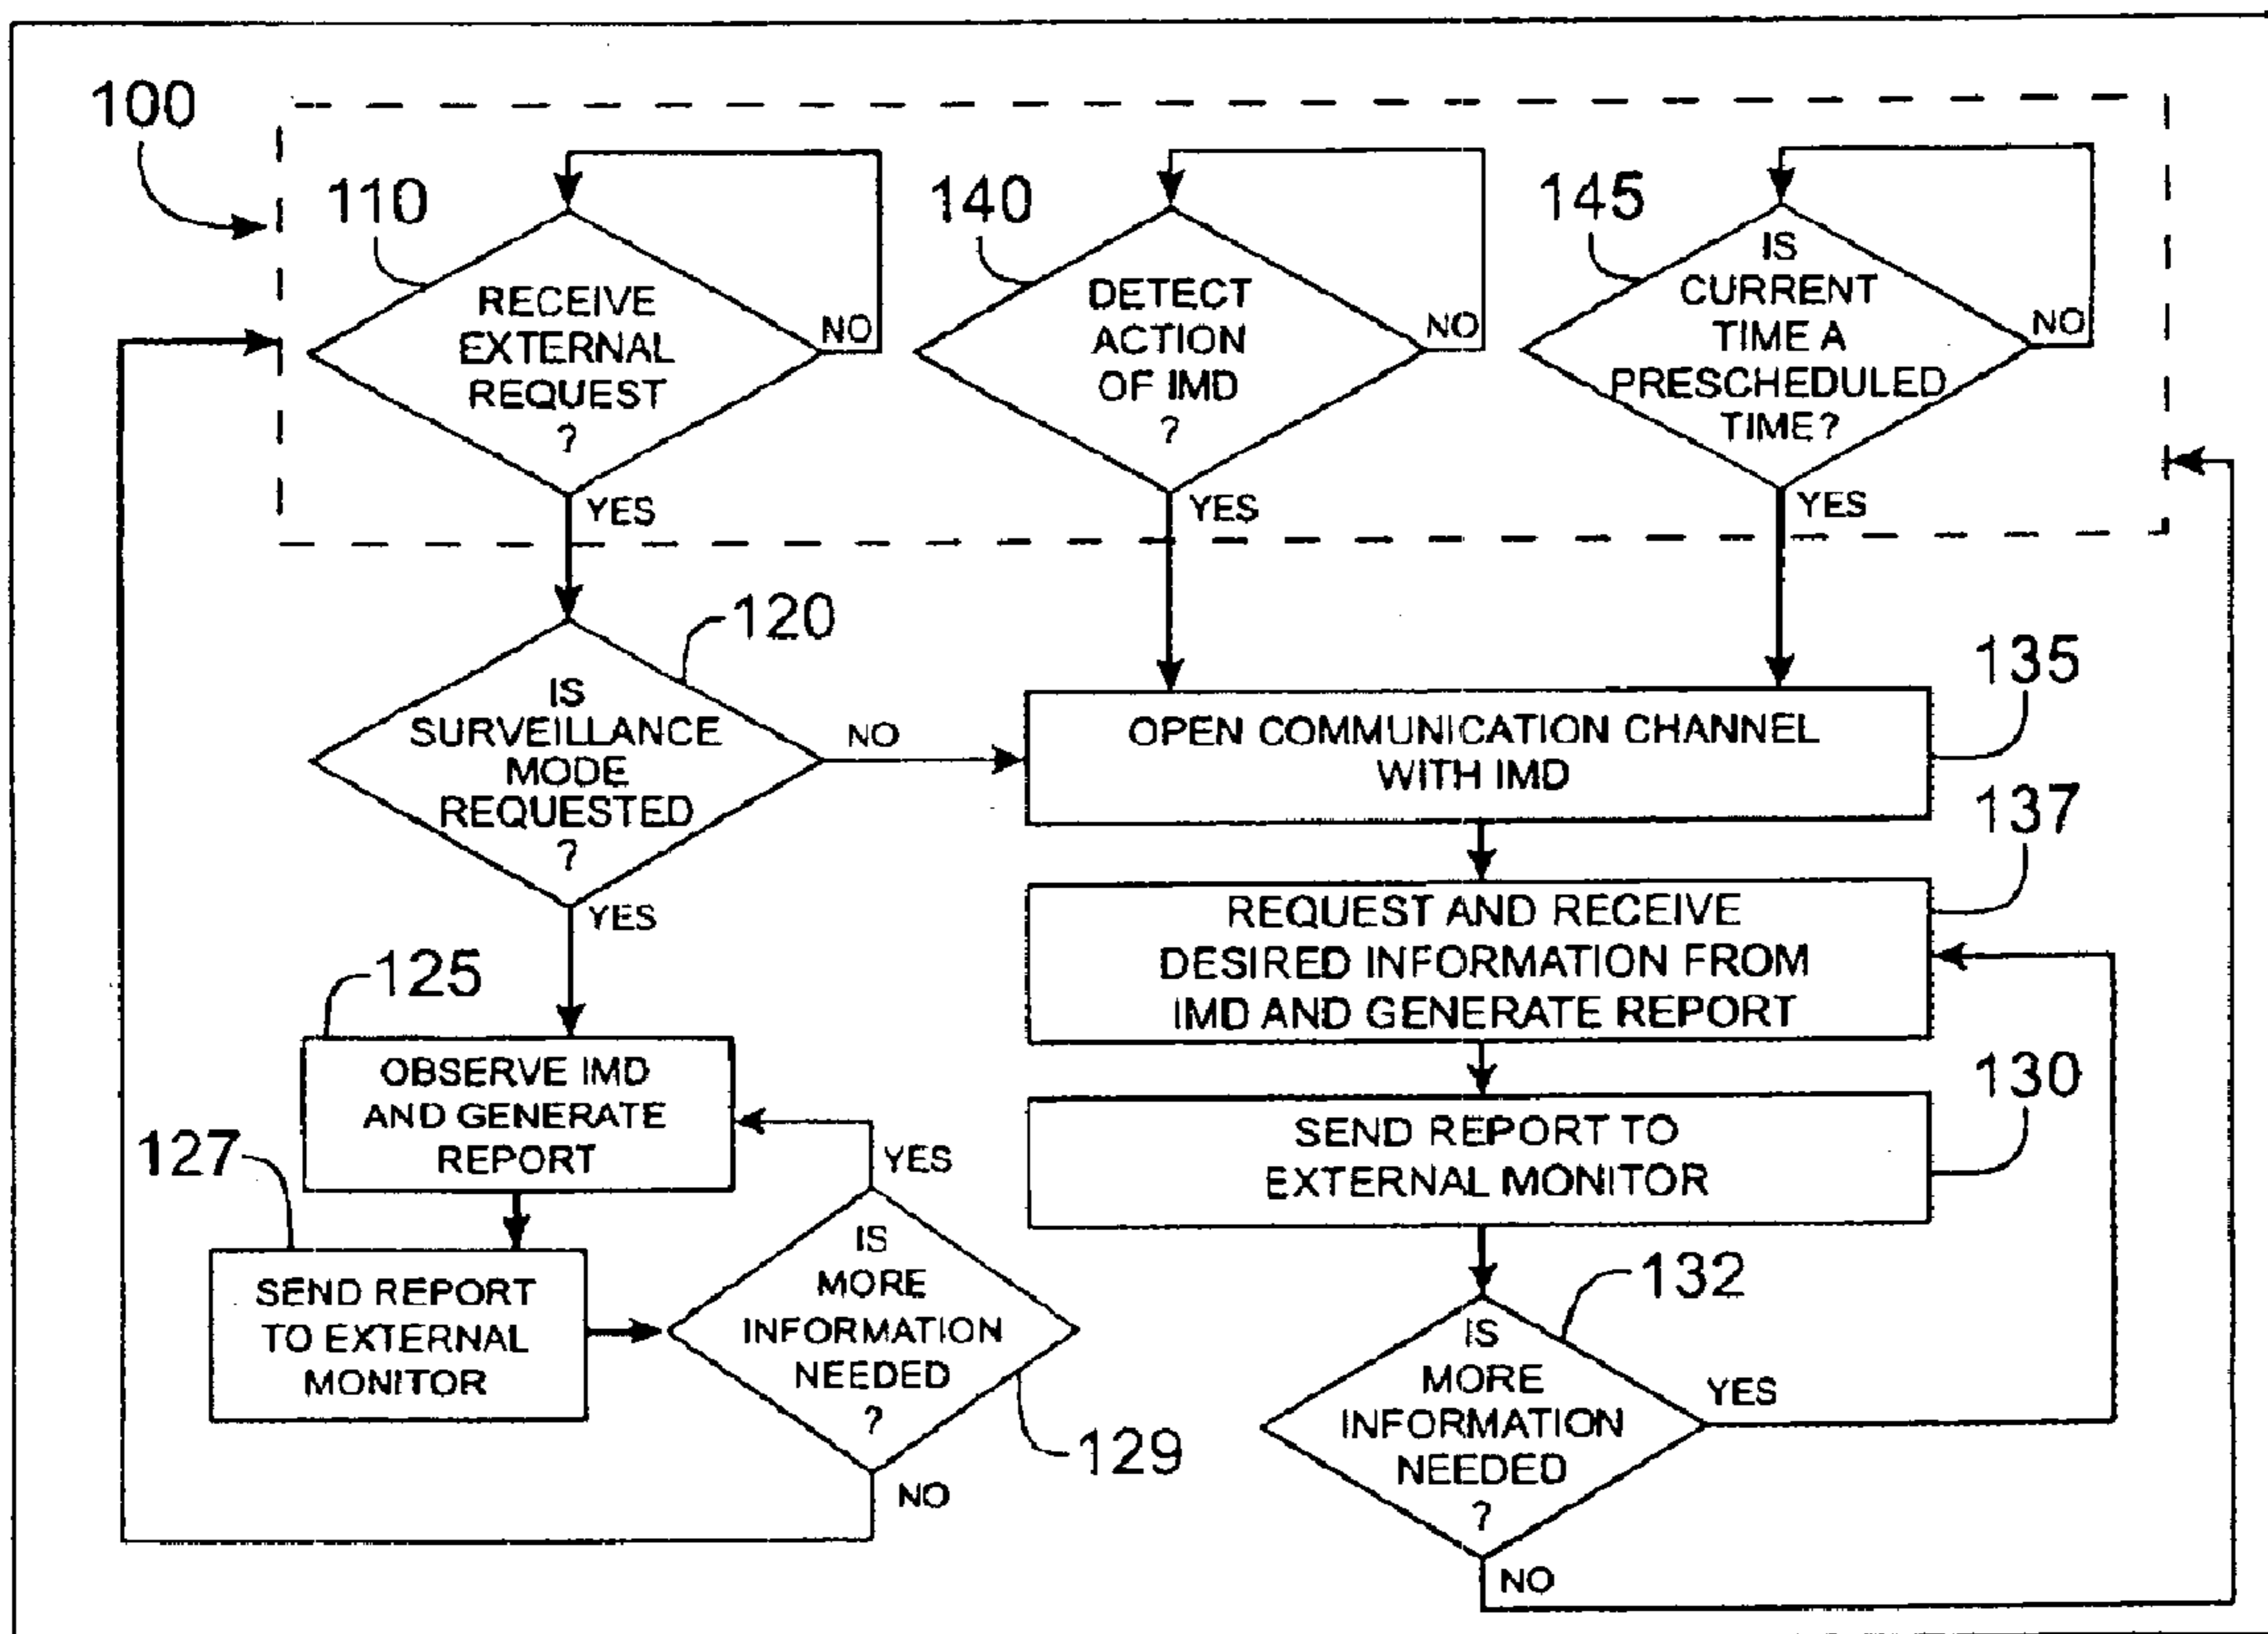 100
110
RECEIVE
EXTERNAL
REQUEST
?
NO
YES
140
DETECT
ACTION
OF IMD
?
NO
YES
145
IS
CURRENT
TIME A
PRESCHEDULED
TIME?
NO
YES
120
IS
SURVEILLANCE
MODE
REQUESTED
?
NO
YES
135
OPEN COMMUNICATION CHANNEL
WITH IMD
137
REQUEST AND RECEIVE
DESIRED INFORMATION FROM
IMD AND GENERATE REPORT
125
OBSERVE IMD
AND GENERATE
REPORT
127
SEND REPORT
TO EXTERNAL
MONITOR
YES
IS
MORE
INFORMATION
NEEDED
?
129
NO
130
SEND REPORT TO
EXTERNAL MONITOR
132
IS
MORE
INFORMATION
NEEDED
?
YES
NO